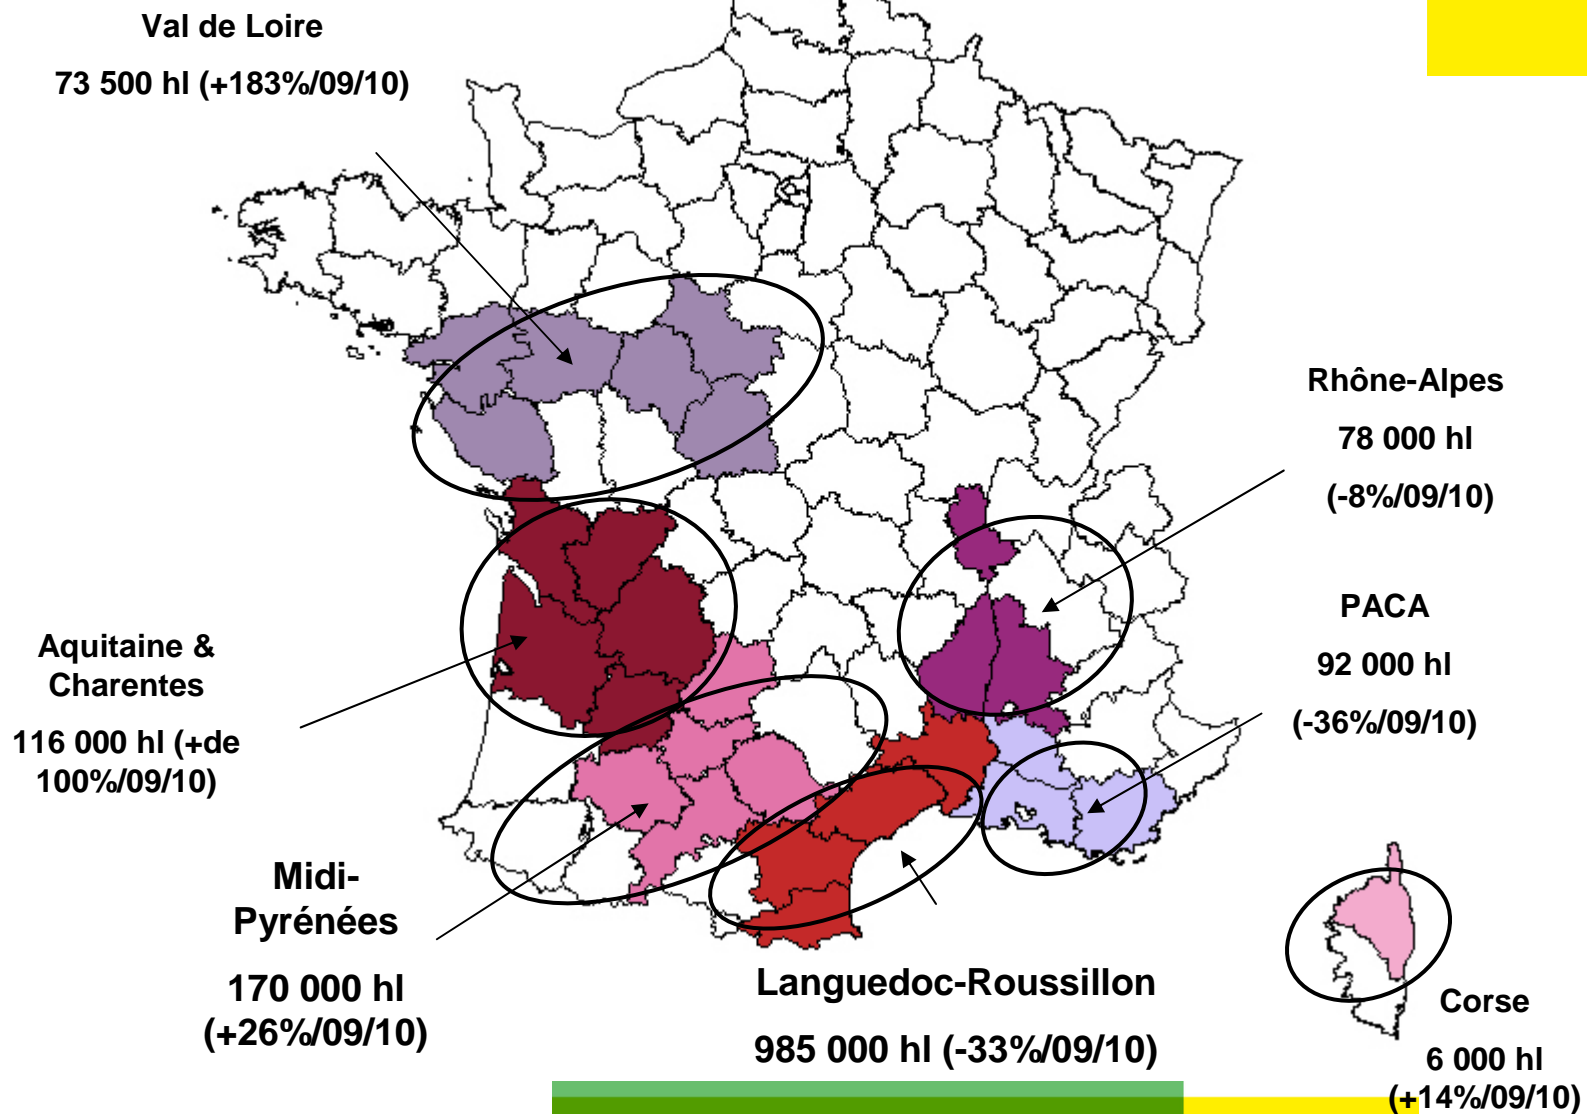 Val de Loire
73 500 hl (+183%/09/10)
Rhône-Alpes
78 000 hl
(-8%/09/10)
PACA
92 000 hl
(-36%/09/10)
Aquitaine &
Charentes
116 000 hl (+de
100%/09/10)
Midi-
Pyrénées
170 000 hl
(+26%/09/10)
Languedoc-Roussillon
985 000 hl (-33%/09/10)
Corse
6 000 hl
(+14%/09/10)